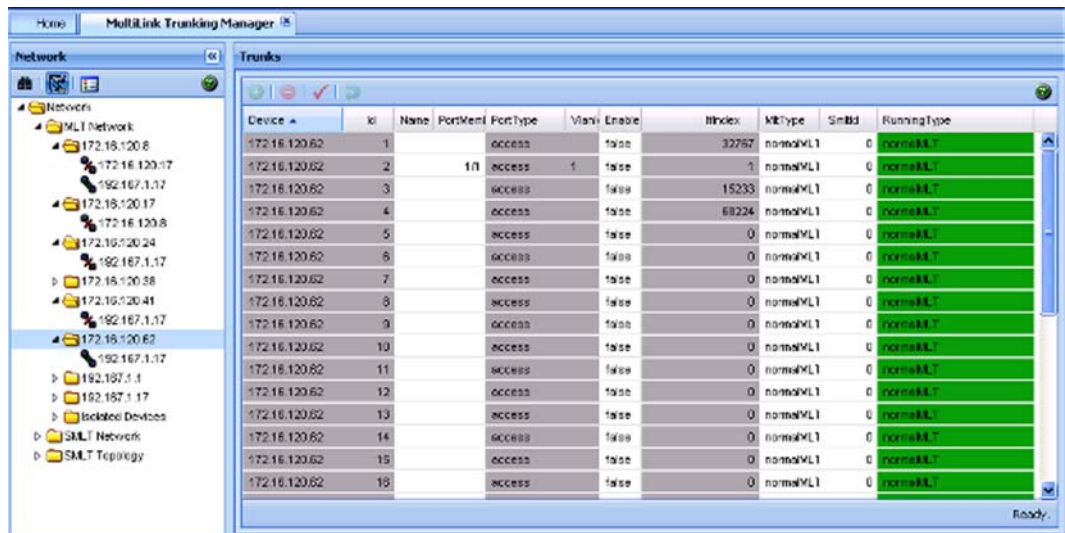 Home
MultiLink Trunking Manager
Network
Trunks
Network
MLT Network
172.16.120.8
172.16.120.17
192.167.1.17
172.16.120.17
172.16.120.8
172.16.120.24
192.167.1.17
172.16.120.38
172.16.120.41
192.167.1.17
172.16.120.62
192.167.1.17
192.167.1.1
192.167.1.17
Isolated Devices
SMLT Network
SMLT Topology
Device Id Name PortMemb PortType VlanI Enable IfIndex MltType SmltId RunningType
172.16.120.62 1 access false 32767 normalMLT 0 normalMLT
172.16.120.62 2 1/1 access 1 false 1 normalMLT 0 normalMLT
172.16.120.62 3 access false 15233 normalMLT 0 normalMLT
172.16.120.62 4 access false 68224 normalMLT 0 normalMLT
172.16.120.62 5 access false 0 normalMLT 0 normalMLT
172.16.120.62 6 access false 0 normalMLT 0 normalMLT
172.16.120.62 7 access false 0 normalMLT 0 normalMLT
172.16.120.62 8 access false 0 normalMLT 0 normalMLT
172.16.120.62 9 access false 0 normalMLT 0 normalMLT
172.16.120.62 10 access false 0 normalMLT 0 normalMLT
172.16.120.62 11 access false 0 normalMLT 0 normalMLT
172.16.120.62 12 access false 0 normalMLT 0 normalMLT
172.16.120.62 13 access false 0 normalMLT 0 normalMLT
172.16.120.62 14 access false 0 normalMLT 0 normalMLT
172.16.120.62 15 access false 0 normalMLT 0 normalMLT
172.16.120.62 16 access false 0 normalMLT 0 normalMLT
Ready.